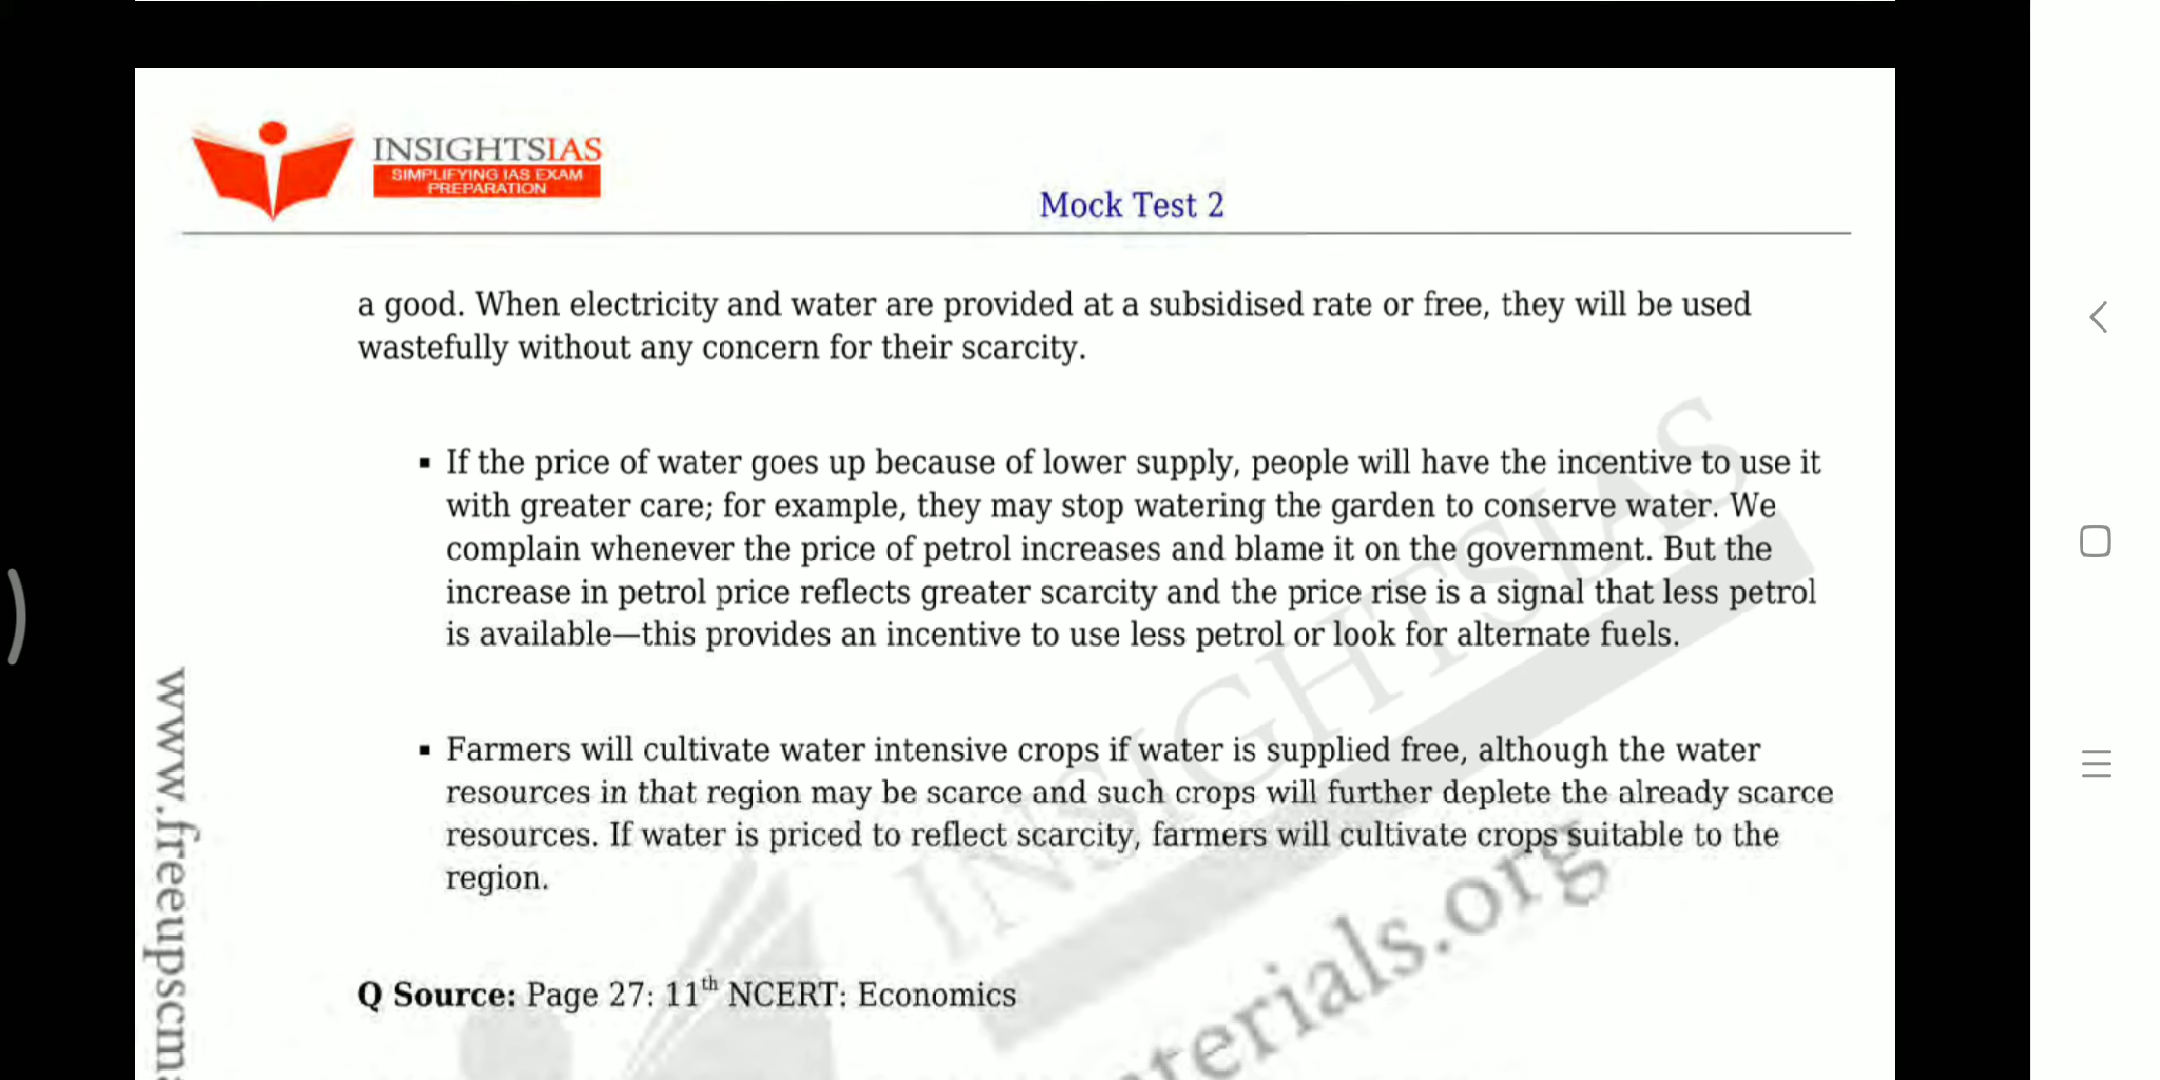 INSIGHTSIAS
SIMPLIFYING IAS EXAM
PREPARATION
Mock Test 2
a good. When electricity and water are provided at a subsidised rate or free, they will be used
wastefully without any concern for their scarcity.
▪ If the price of water goes up because of lower supply, people will have the incentive to use it
with greater care; for example, they may stop watering the garden to conserve water. We
complain whenever the price of petrol increases and blame it on the government. But the
increase in petrol price reflects greater scarcity and the price rise is a signal that less petrol
is available—this provides an incentive to use less petrol or look for alternate fuels.
▪ Farmers will cultivate water intensive crops if water is supplied free, although the water
resources in that region may be scarce and such crops will further deplete the already scarce
resources. If water is priced to reflect scarcity, farmers will cultivate crops suitable to the
region.
Q Source: Page 27: 11th NCERT: Economics
INSIGHTSIAS
www.freeupscma
terials.org